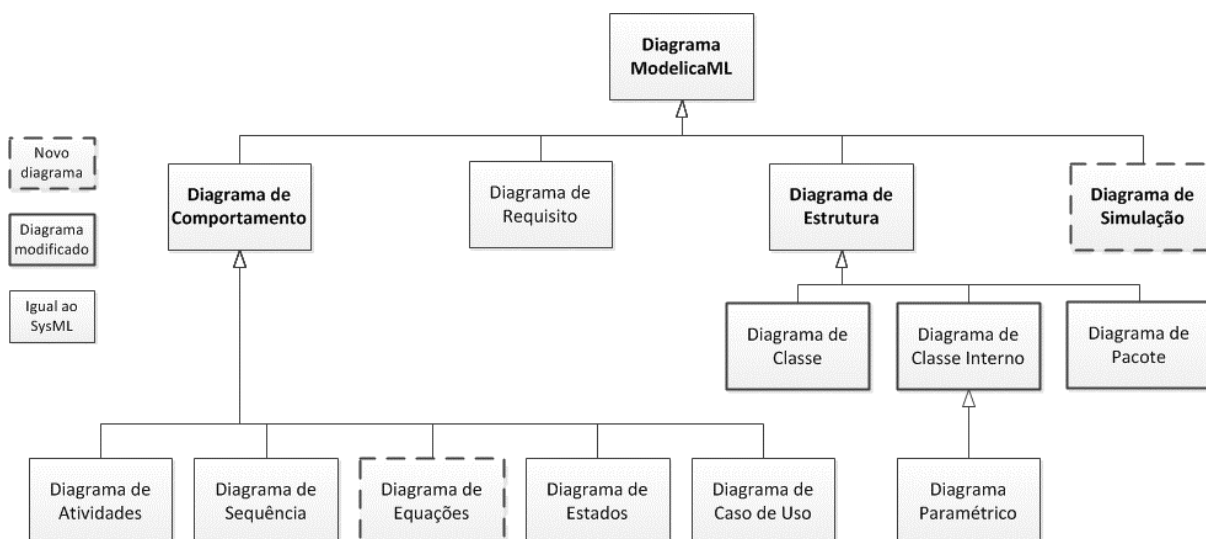 Diagrama
ModelicaML
Novo
diagrama
Diagrama
modificado
Igual ao
SysML
Diagrama de
Comportamento
Diagrama de
Requisito
Diagrama de
Estrutura
Diagrama de
Simulação
Diagrama de
Classe
Diagrama de
Classe Interno
Diagrama de
Pacote
Diagrama de
Atividades
Diagrama de
Sequência
Diagrama de
Equações
Diagrama de
Estados
Diagrama de
Caso de Uso
Diagrama
Paramétrico